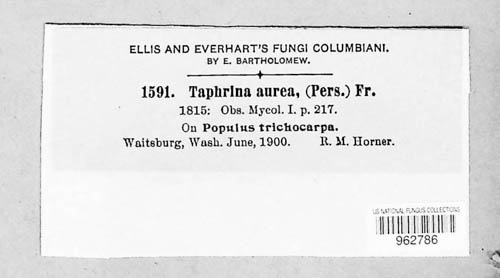 ELLIS AND EVERHART'S FUNGI COLUMBIANI.
BY E. BARTHOLOMEW.
1591. Taphrina aurea, (Pers.) Fr.
1815: Obs. Mycol. I. p. 217.
On Populus trichocarpa.
Waitsburg, Wash. June, 1900. R. M. Horner.
US NATIONAL FUNGUS COLLECTIONS
962786